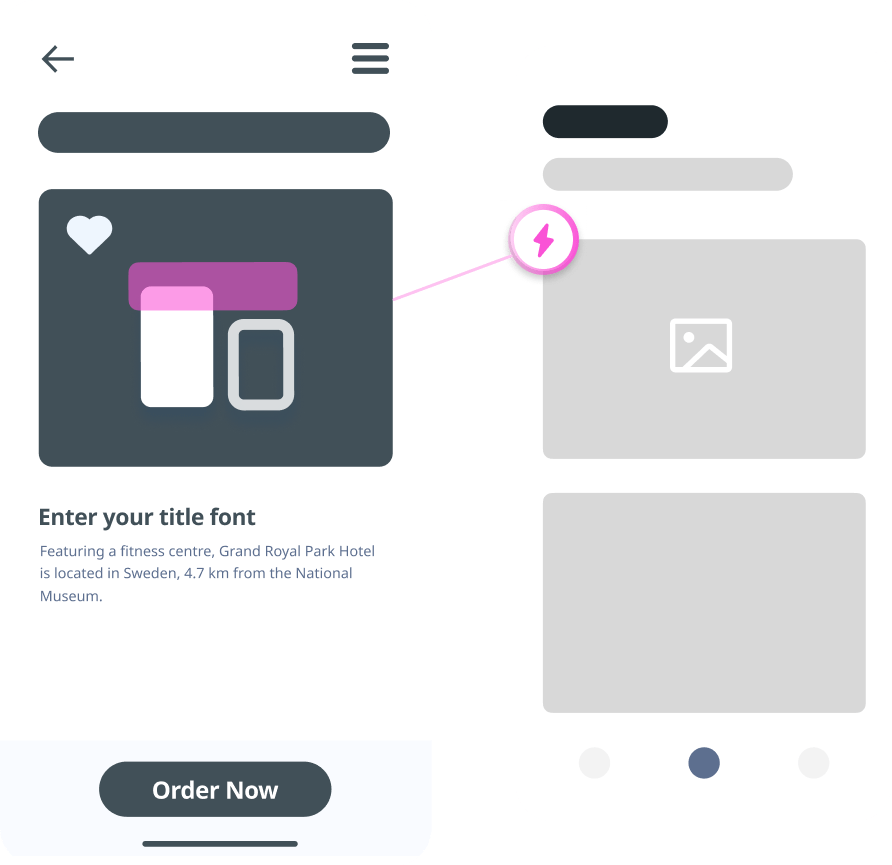 Enter your title font
Featuring a fitness centre, Grand Royal Park Hotel
is located in Sweden, 4.7 km from the National
Museum.
Order Now